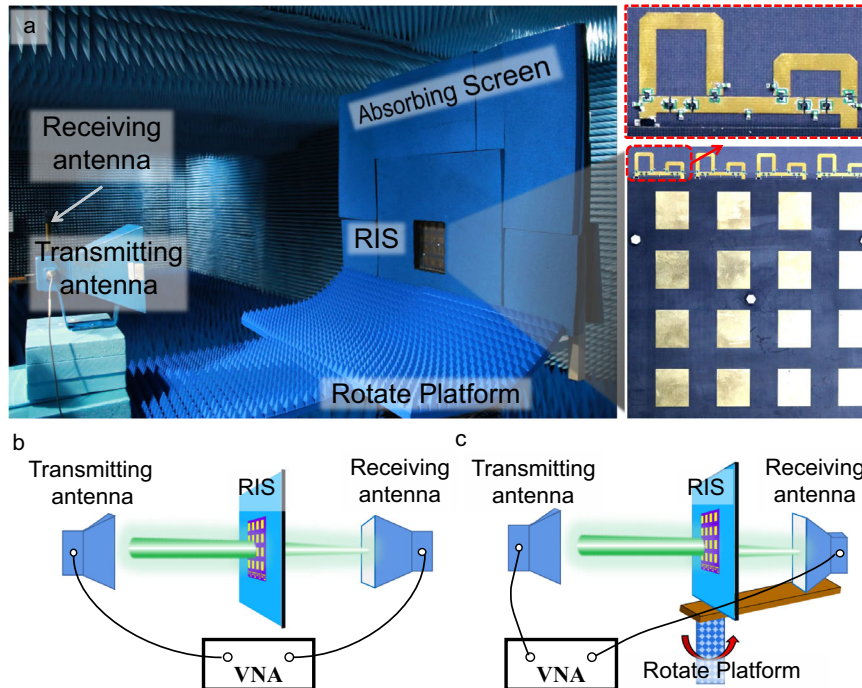 a
Absorbing Screen
Receiving
antenna
RIS
Transmitting
antenna
Rotate Platform
b
Transmitting
antenna
RIS
Receiving
antenna
VNA
c
Transmitting
antenna
RIS
Receiving
antenna
VNA
Rotate Platform